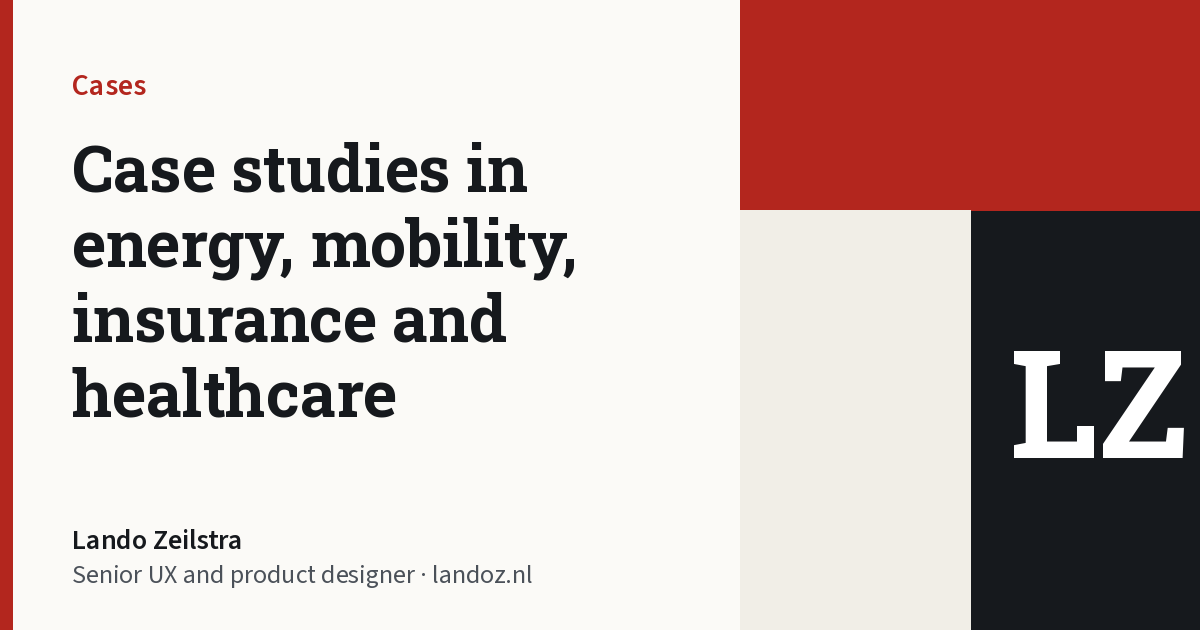 Cases
Case studies in
energy, mobility,
insurance and
healthcare
LZ
Lando Zeilstra
Senior UX and product designer · landoz.nl